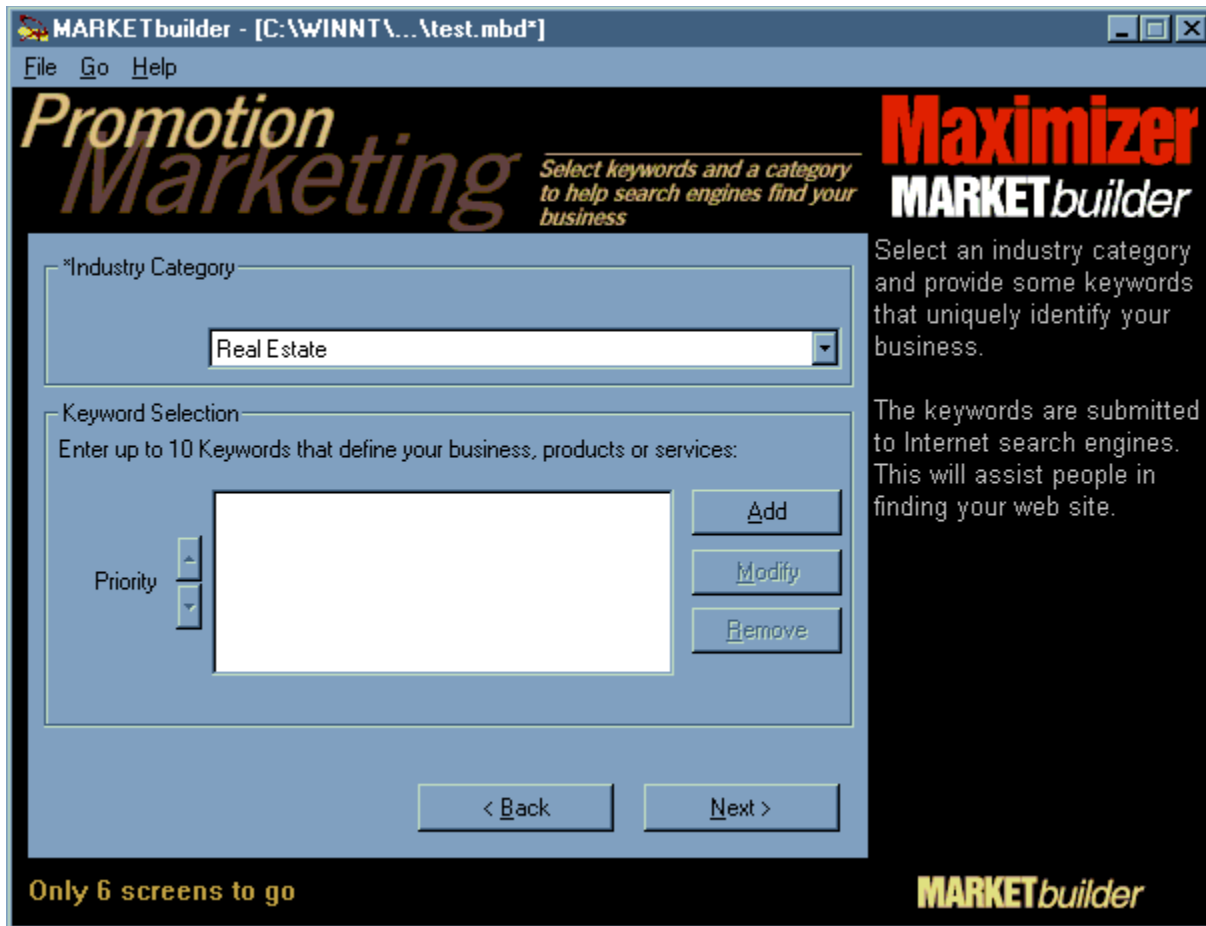 MARKETbuilder - [C:\WINNT\...\test.mbd*]
File Go Help
Promotion
Marketing
Select keywords and a category
to help search engines find your
business
Maximizer
MARKETbuilder
*Industry Category
Real Estate
Keyword Selection
Enter up to 10 Keywords that define your business, products or services:
Priority
Add
Modify
Remove
< Back
Next >
Select an industry category
and provide some keywords
that uniquely identify your
business.
The keywords are submitted
to Internet search engines.
This will assist people in
finding your web site.
Only 6 screens to go
MARKETbuilder